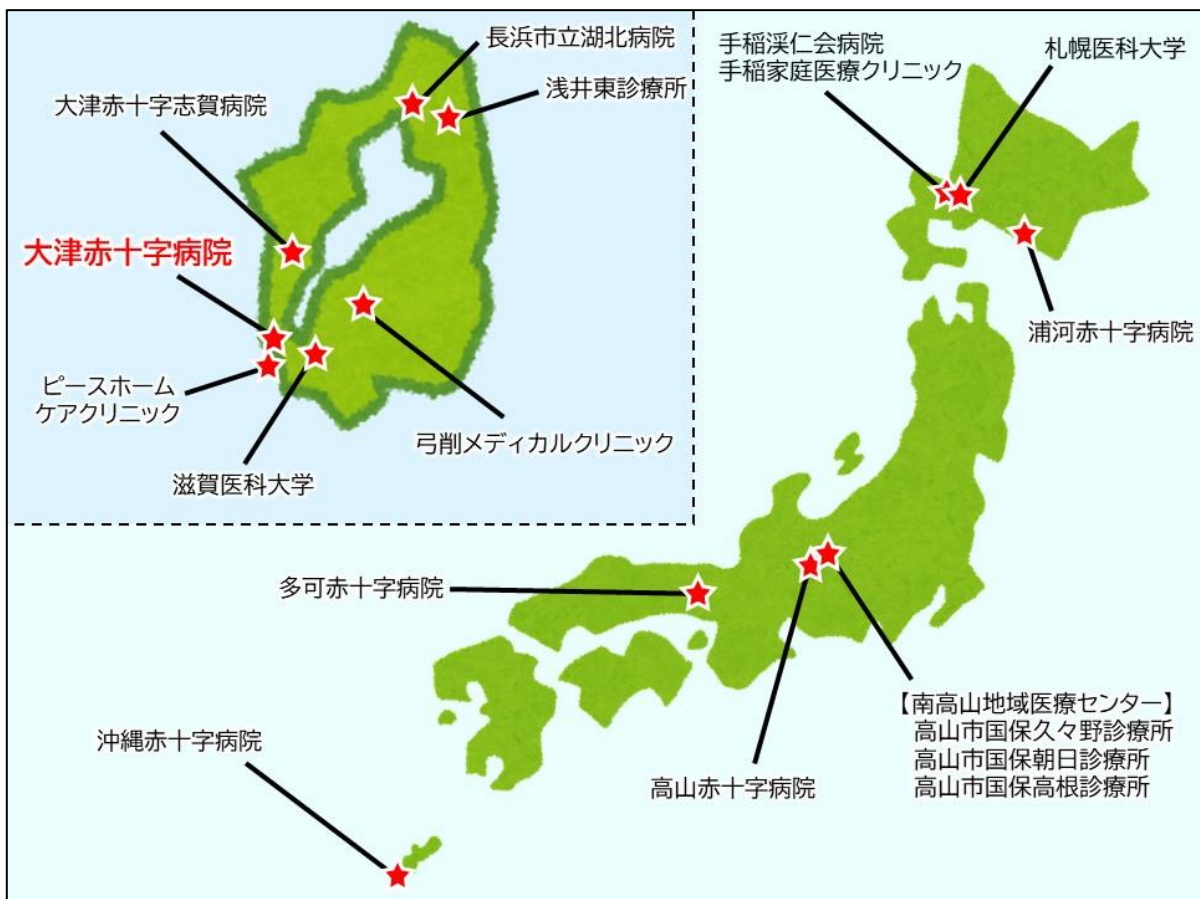 長浜市立湖北病院
浅井東診療所
大津赤十字志賀病院
大津赤十字病院
ピースホーム
ケアクリニック
滋賀医科大学
弓削メディカルクリニック
手稲渓仁会病院
手稲家庭医療クリニック
札幌医科大学
浦河赤十字病院
多可赤十字病院
【南高山地域医療センター】
高山市国保久々野診療所
高山市国保朝日診療所
高山市国保高根診療所
高山赤十字病院
沖縄赤十字病院